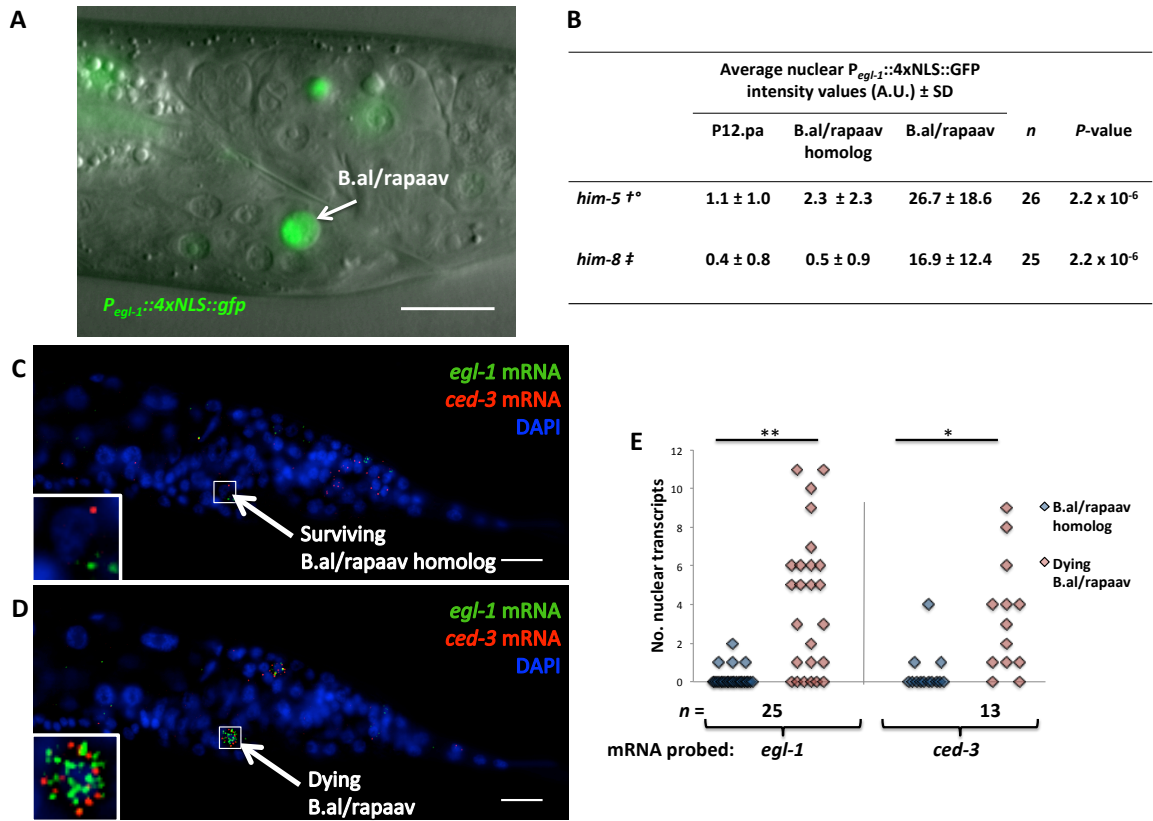 A
B.al/rapaav
Pegl-1::4xNLS::gfp
B
Average nuclear Pegl-1::4xNLS::GFP
intensity values (A.U.) ± SD
P12.pa B.al/rapaav homolog B.al/rapaav n P-value
him-5 †° 1.1 ± 1.0 2.3 ± 2.3 26.7 ± 18.6 26 2.2 x 10-6
him-8 ‡ 0.4 ± 0.8 0.5 ± 0.9 16.9 ± 12.4 25 2.2 x 10-6
C
egl-1 mRNA
ced-3 mRNA
DAPI
Surviving
B.al/rapaav homolog
D
egl-1 mRNA
ced-3 mRNA
DAPI
Dying
B.al/rapaav
E
** *
No. nuclear transcripts
12
10
8
6
4
2
0
B.al/rapaav
homolog
Dying
B.al/rapaav
n = 25 13
mRNA probed: egl-1 ced-3